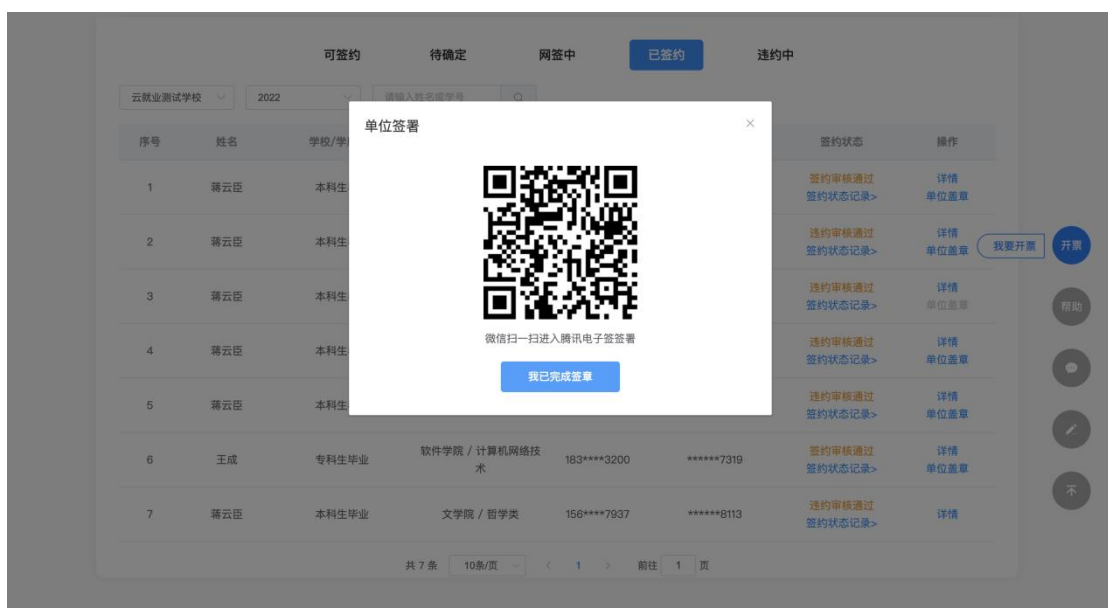 可签约 待确定 网签中 已签约 违约中
云就业测试学校 2022 请输入姓名或学号
单位签署
序号 姓名 学校/学 签约状态 操作
微信扫一扫进入腾讯电子签签署
我已完成签章
1 蒋云臣 本科生 签约审核通过 详情
签约状态记录> 单位盖章
2 蒋云臣 本科生 违约审核通过 详情
签约状态记录> 单位盖章
我要开票 开票
3 蒋云臣 本科生 违约审核通过 详情
签约状态记录> 单位盖章
帮助
4 蒋云臣 本科生 违约审核通过 详情
签约状态记录> 单位盖章
5 蒋云臣 本科生 违约审核通过 详情
签约状态记录> 单位盖章
6 王成 专科生毕业 软件学院 / 计算机网络技 183****3200 ******7319 签约审核通过 详情
术 签约状态记录> 单位盖章
7 蒋云臣 本科生毕业 文学院 / 哲学类 156****7937 ******8113 违约审核通过 详情
签约状态记录>
共 7 条 10条/页 < 1 > 前往 1 页